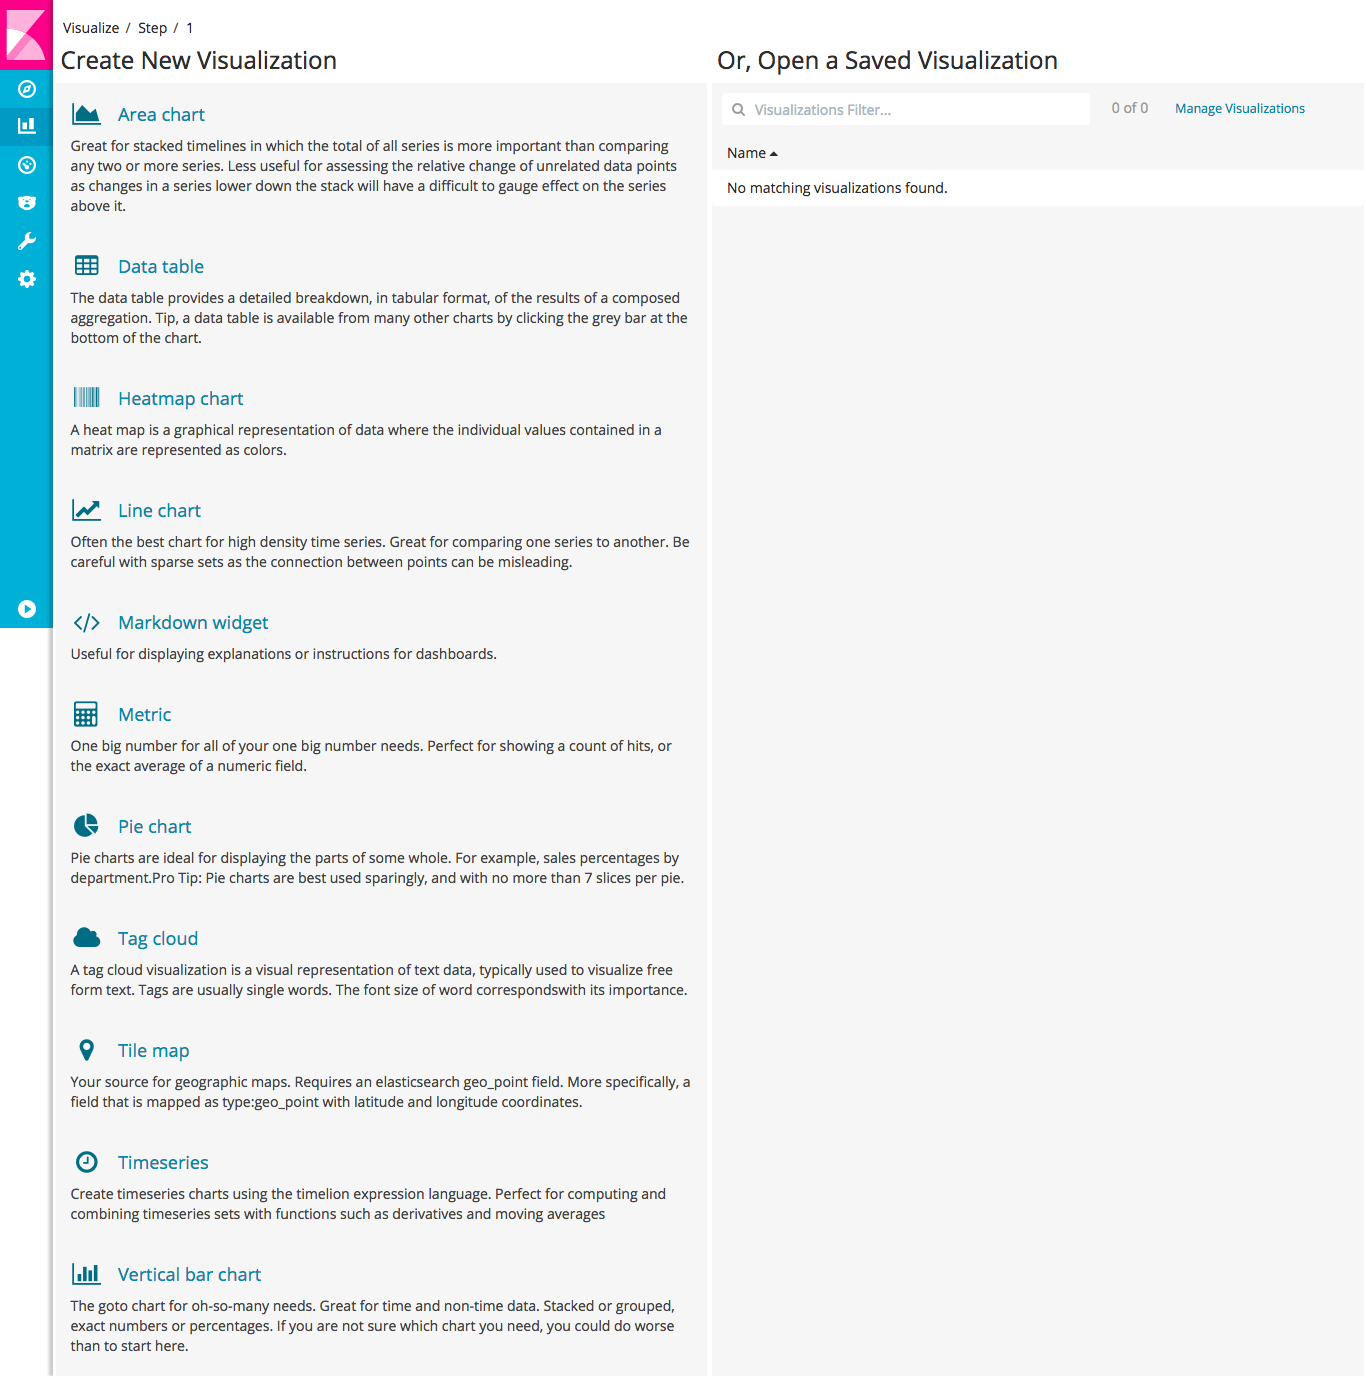 Visualize / Step / 1
Create New Visualization
Area chart
Great for stacked timelines in which the total of all series is more important than comparing
any two or more series. Less useful for assessing the relative change of unrelated data points
as changes in a series lower down the stack will have a difficult to gauge effect on the series
above it.
Data table
The data table provides a detailed breakdown, in tabular format, of the results of a composed
aggregation. Tip, a data table is available from many other charts by clicking the grey bar at the
bottom of the chart.
Heatmap chart
A heat map is a graphical representation of data where the individual values contained in a
matrix are represented as colors.
Line chart
Often the best chart for high density time series. Great for comparing one series to another. Be
careful with sparse sets as the connection between points can be misleading.
Markdown widget
Useful for displaying explanations or instructions for dashboards.
Metric
One big number for all of your one big number needs. Perfect for showing a count of hits, or
the exact average of a numeric field.
Pie chart
Pie charts are ideal for displaying the parts of some whole. For example, sales percentages by
department.Pro Tip: Pie charts are best used sparingly, and with no more than 7 slices per pie.
Tag cloud
A tag cloud visualization is a visual representation of text data, typically used to visualize free
form text. Tags are usually single words. The font size of word correspondswith its importance.
Tile map
Your source for geographic maps. Requires an elasticsearch geo_point field. More specifically, a
field that is mapped as type:geo_point with latitude and longitude coordinates.
Timeseries
Create timeseries charts using the timelion expression language. Perfect for computing and
combining timeseries sets with functions such as derivatives and moving averages
Vertical bar chart
The goto chart for oh-so-many needs. Great for time and non-time data. Stacked or grouped,
exact numbers or percentages. If you are not sure which chart you need, you could do worse
than to start here.
Or, Open a Saved Visualization
Visualizations Filter...
0 of 0
Manage Visualizations
Name
No matching visualizations found.